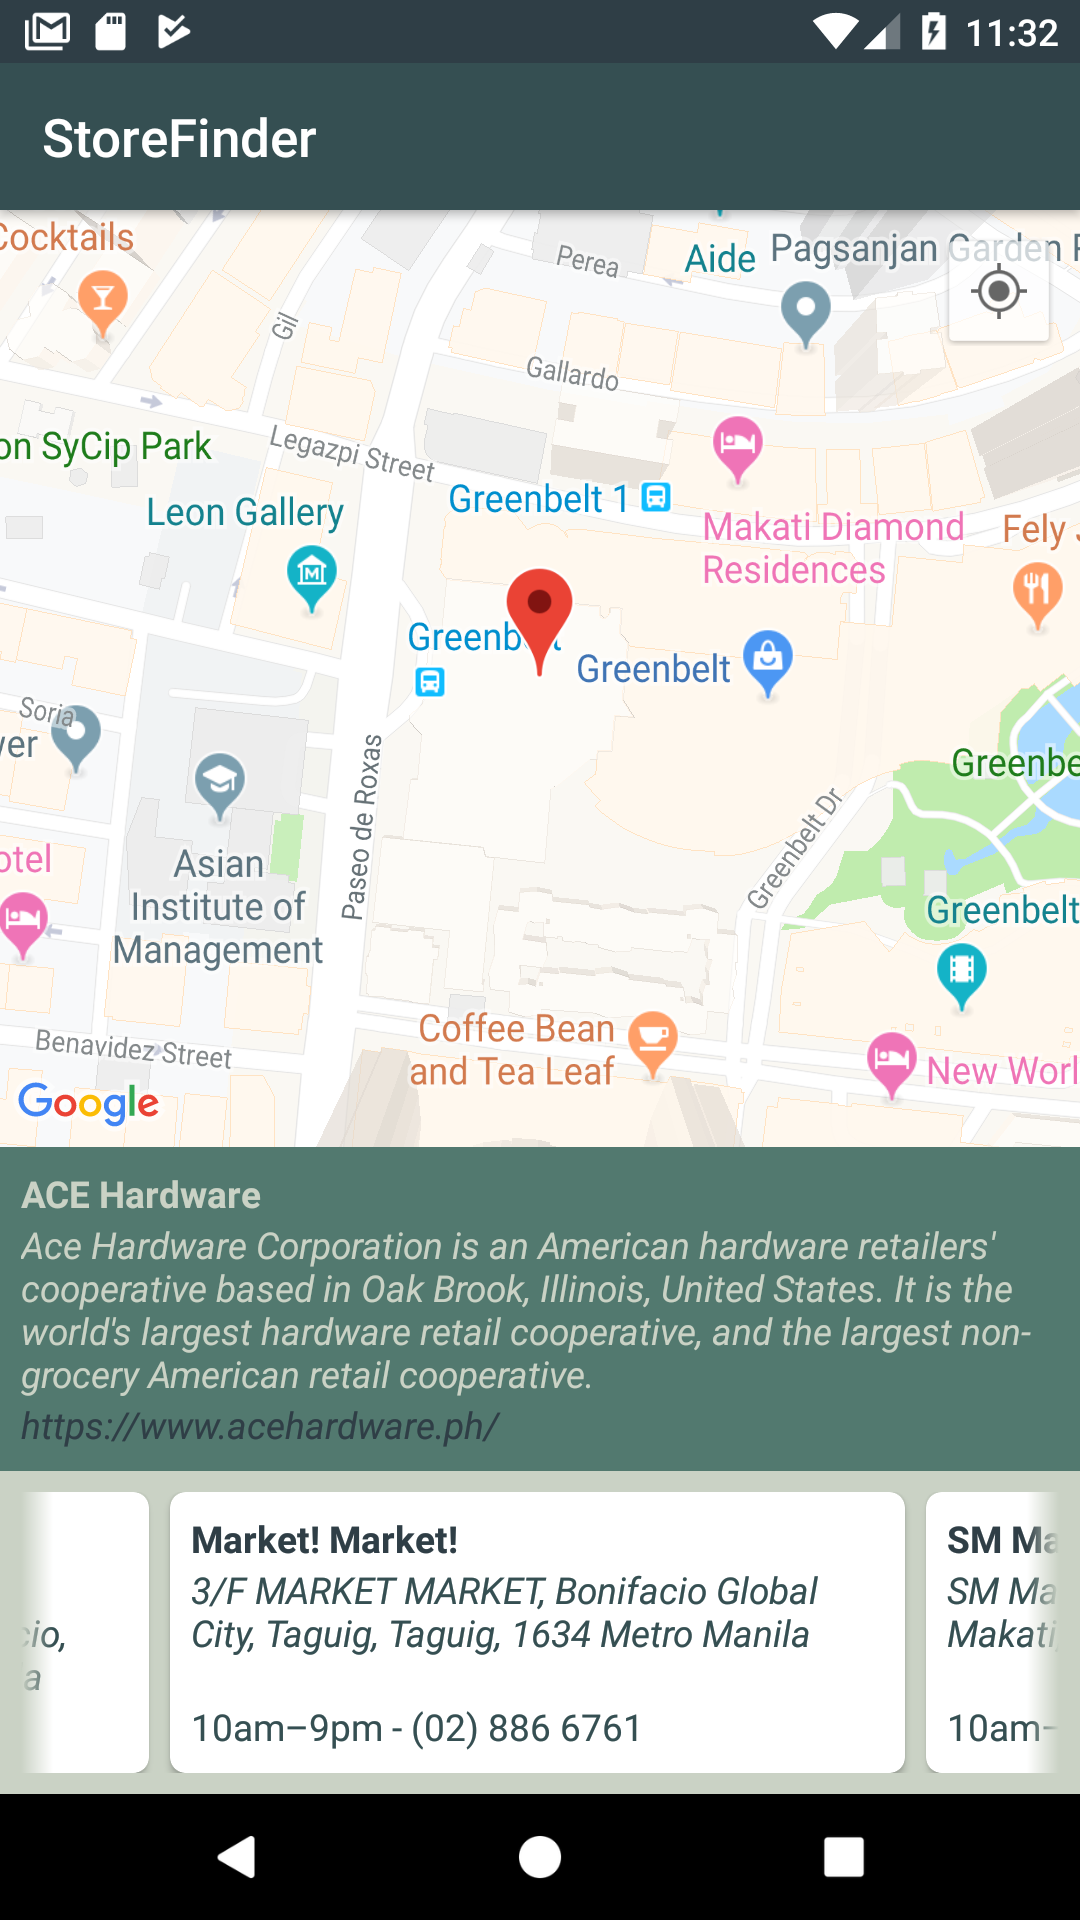 11:32
StoreFinder
Cocktails
Perea
Aide
Pagsanjan Garden
Gil
Gallardo
on SyCip Park
Legazpi Street
Leon Gallery
Greenbelt 1
Makati Diamond
Residences
Fely
Greenbelt
Greenbelt
Soria
Paseo de Roxas
Greenbe
Greenbelt Dr
otel
Asian
Institute of
Management
Greenbelt
Coffee Bean
and Tea Leaf
Benavidez Street
New Worl
Google
ACE Hardware
Ace Hardware Corporation is an American hardware retailers'
cooperative based in Oak Brook, Illinois, United States. It is the
world's largest hardware retail cooperative, and the largest non-
grocery American retail cooperative.
https://www.acehardware.ph/
cio,
a
Market! Market!
3/F MARKET MARKET, Bonifacio Global
City, Taguig, Taguig, 1634 Metro Manila
10am–9pm - (02) 886 6761
SM Ma
SM Ma
Makati,
10am–